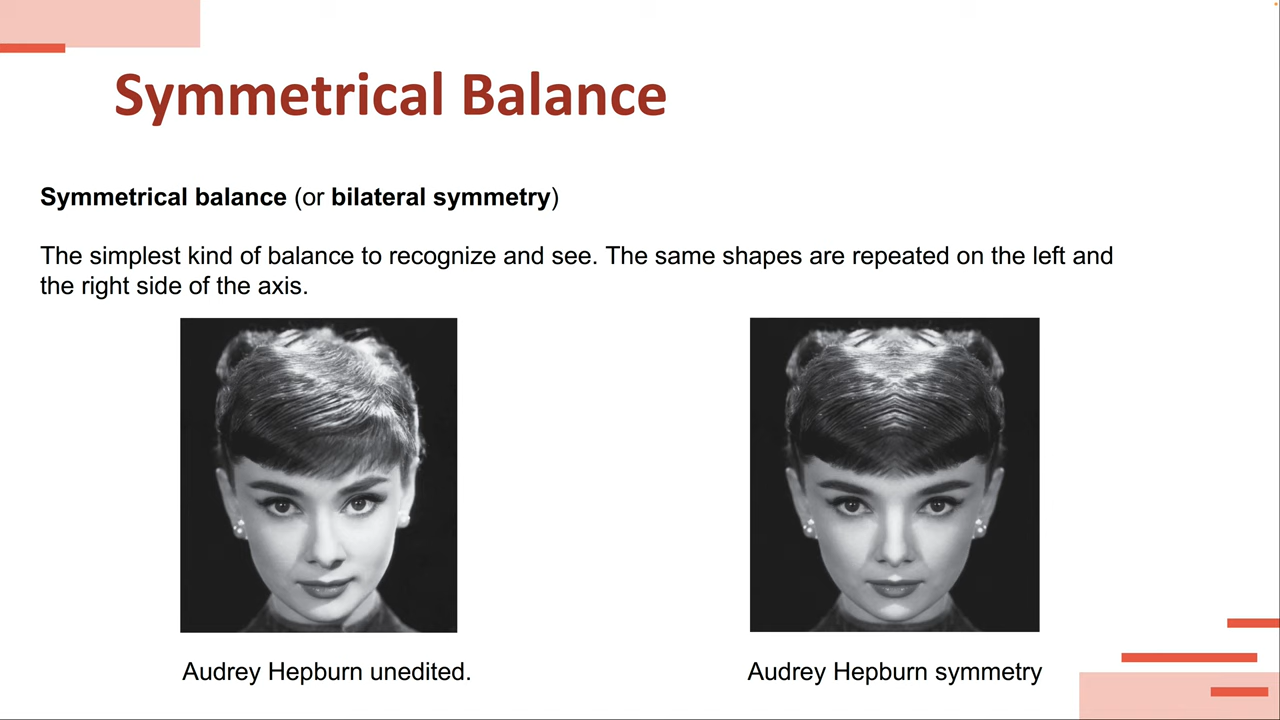 Symmetrical Balance
Symmetrical balance (or bilateral symmetry)
The simplest kind of balance to recognize and see. The same shapes are repeated on the left and
the right side of the axis.
Audrey Hepburn unedited.
Audrey Hepburn symmetry